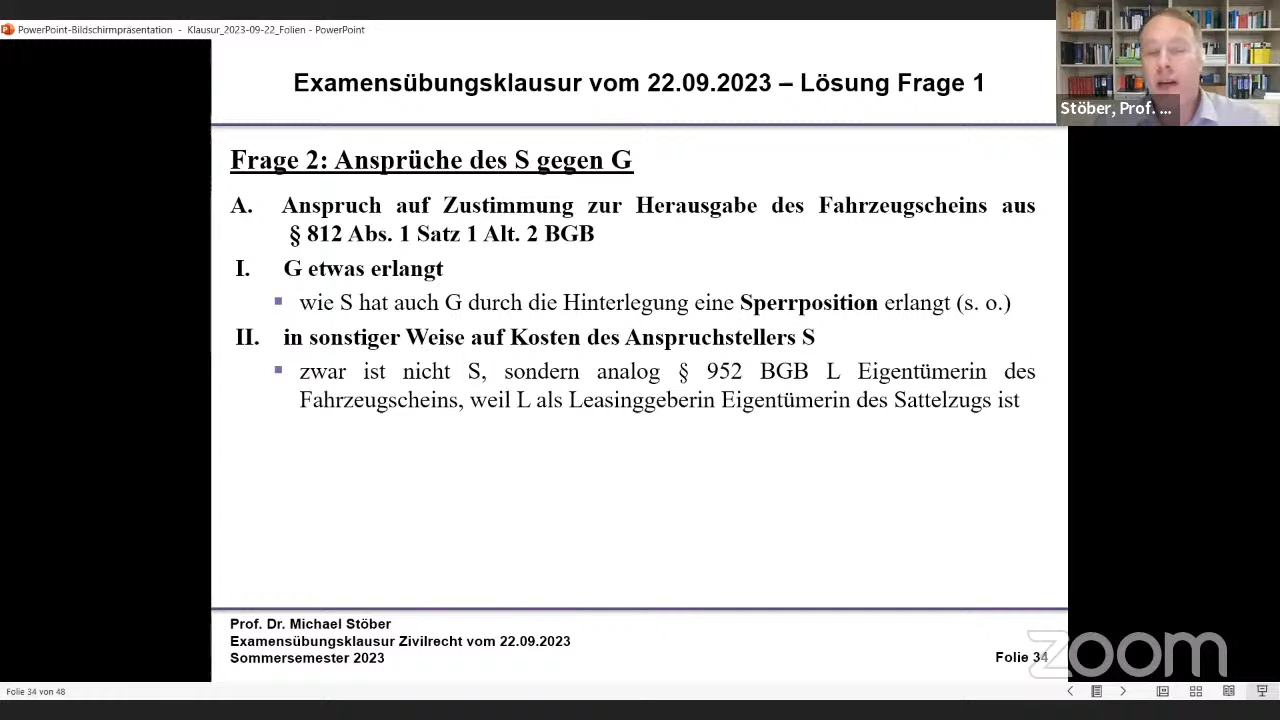 PowerPoint-Bildschirmpräsentation - Klausur_2023-09-22_Folien - PowerPoint
Stöber, Prof. ...
Examensübungsklausur vom 22.09.2023 – Lösung Frage 1
Frage 2: Ansprüche des S gegen G
A. Anspruch auf Zustimmung zur Herausgabe des Fahrzeugscheins aus
§ 812 Abs. 1 Satz 1 Alt. 2 BGB
I. G etwas erlangt
▪ wie S hat auch G durch die Hinterlegung eine Sperrposition erlangt (s. o.)
II. in sonstiger Weise auf Kosten des Anspruchstellers S
▪ zwar ist nicht S, sondern analog § 952 BGB L Eigentümerin des
Fahrzeugscheins, weil L als Leasinggeberin Eigentümerin des Sattelzugs ist
Prof. Dr. Michael Stöber
Examensübungsklausur Zivilrecht vom 22.09.2023
Sommersemester 2023
Folie 34
zoom
Folie 34 von 48